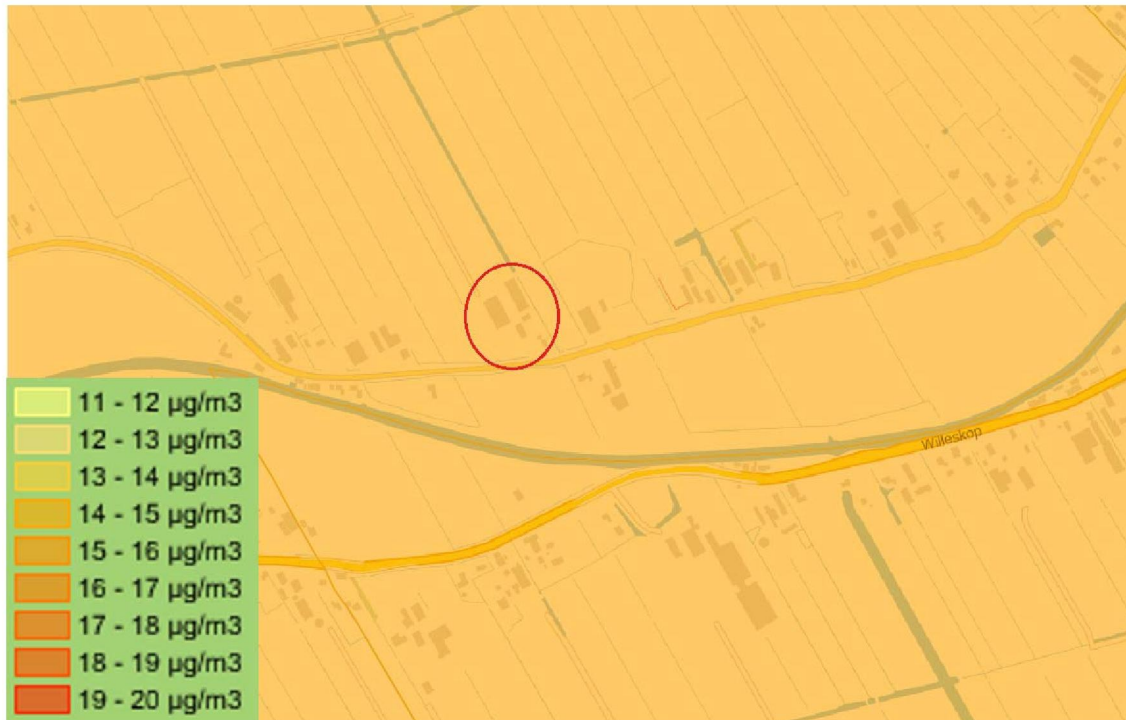 Willeskop
11 - 12 µg/m3
12 - 13 µg/m3
13 - 14 µg/m3
14 - 15 µg/m3
15 - 16 µg/m3
16 - 17 µg/m3
17 - 18 µg/m3
18 - 19 µg/m3
19 - 20 µg/m3